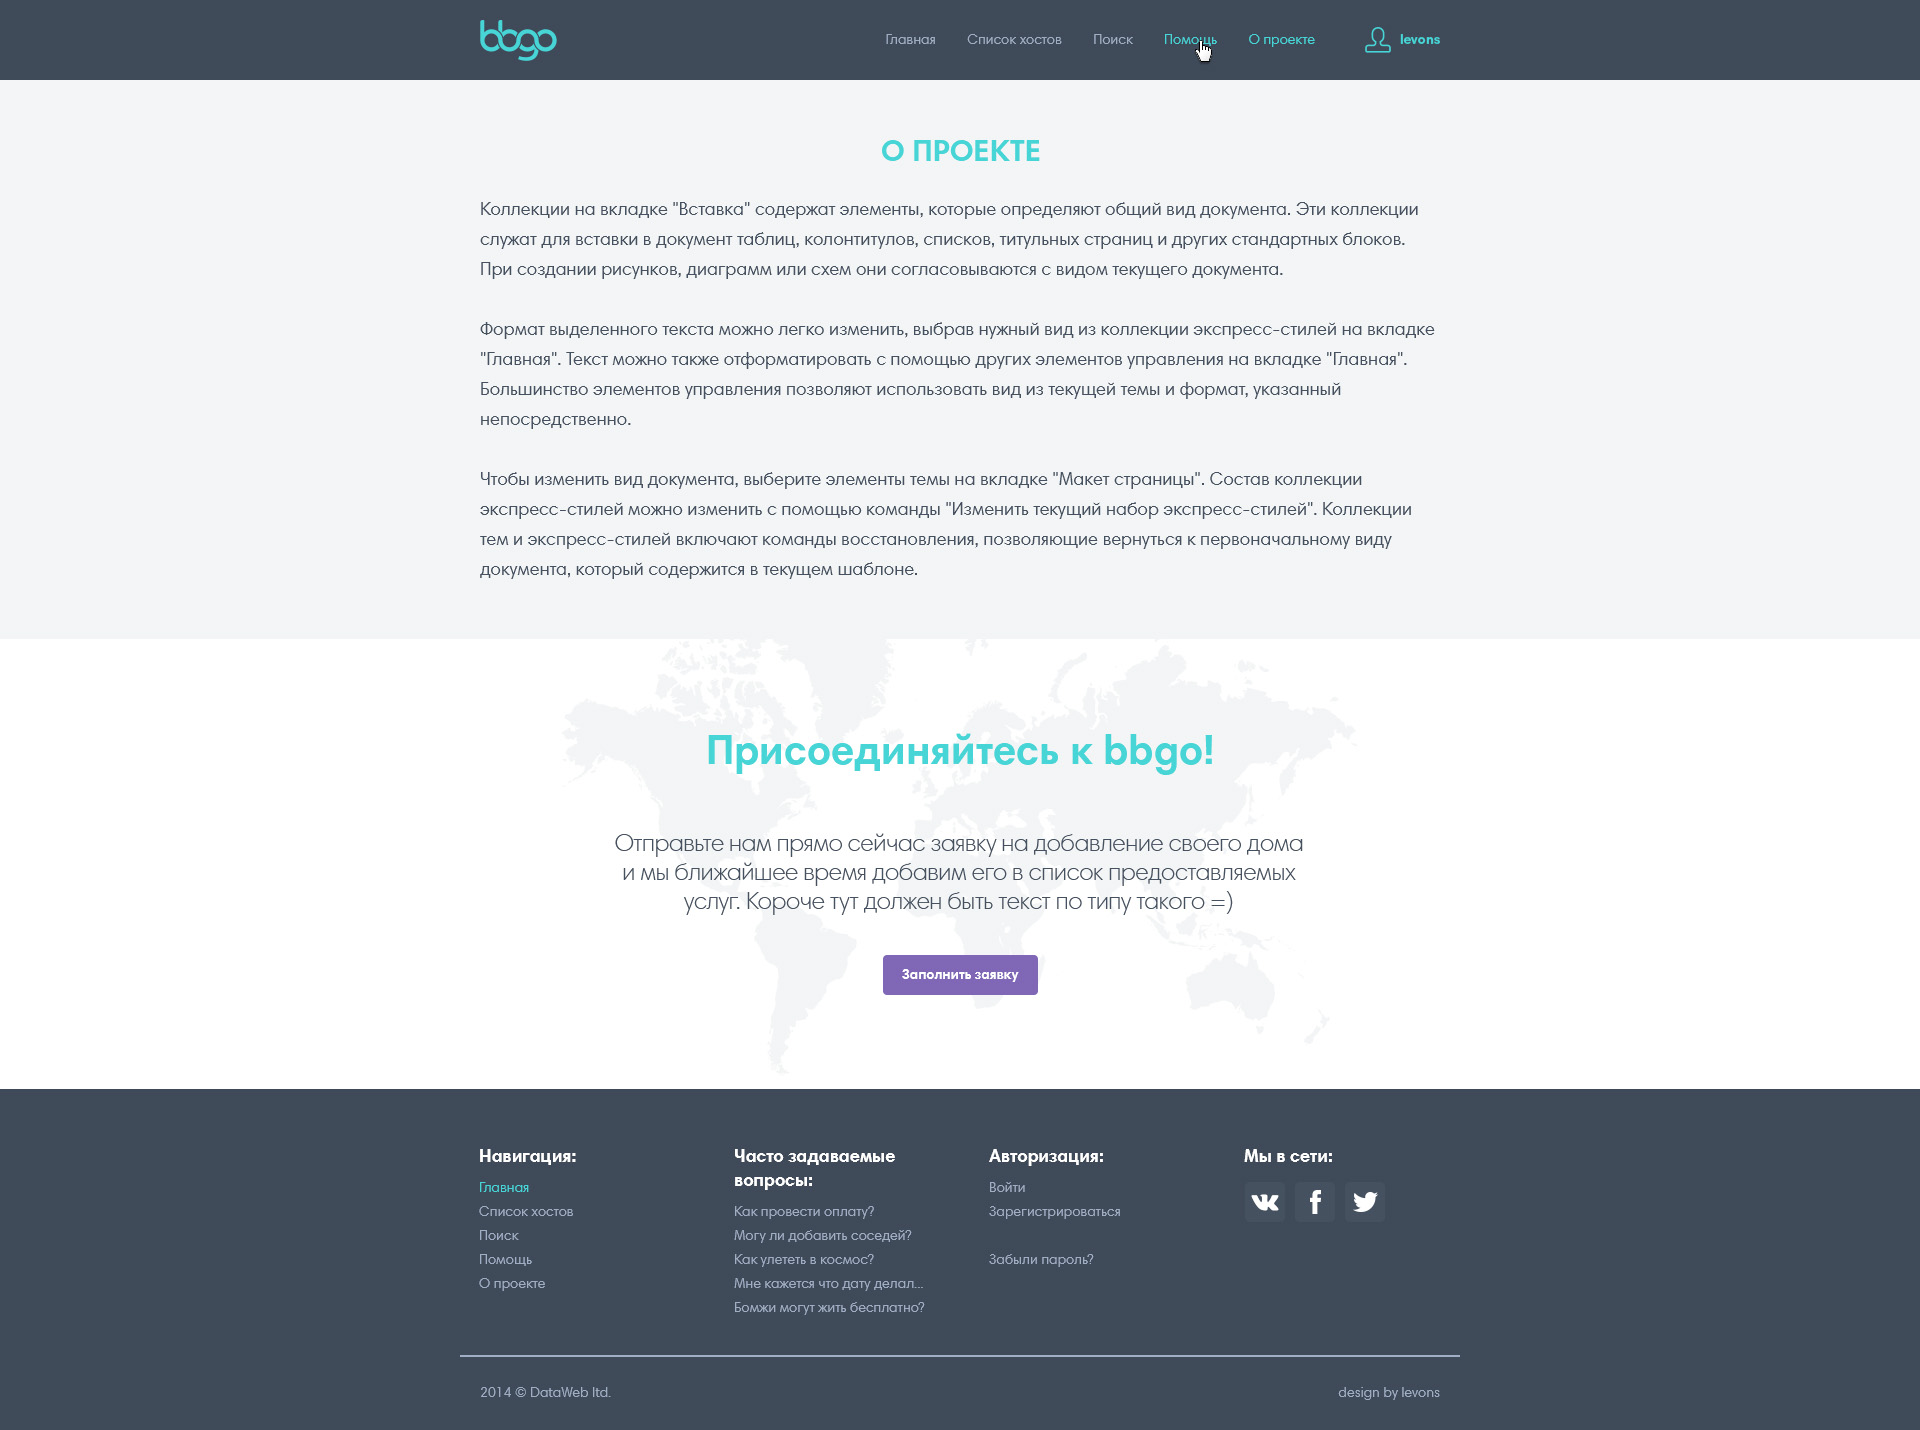 bbgo
Главная Список хостов Поиск Помощь О проекте levons
О ПРОЕКТЕ
Коллекции на вкладке "Вставка" содержат элементы, которые определяют общий вид документа. Эти коллекции
служат для вставки в документ таблиц, колонтитулов, списков, титульных страниц и других стандартных блоков.
При создании рисунков, диаграмм или схем они согласовываются с видом текущего документа.
Формат выделенного текста можно легко изменить, выбрав нужный вид из коллекции экспресс-стилей на вкладке
"Главная". Текст можно также отформатировать с помощью других элементов управления на вкладке "Главная".
Большинство элементов управления позволяют использовать вид из текущей темы и формат, указанный
непосредственно.
Чтобы изменить вид документа, выберите элементы темы на вкладке "Макет страницы". Состав коллекции
экспресс-стилей можно изменить с помощью команды "Изменить текущий набор экспресс-стилей". Коллекции
тем и экспресс-стилей включают команды восстановления, позволяющие вернуться к первоначальному виду
документа, который содержится в текущем шаблоне.
Присоединяйтесь к bbgo!
Отправьте нам прямо сейчас заявку на добавление своего дома
и мы ближайшее время добавим его в список предоставляемых
услуг. Короче тут должен быть текст по типу такого =)
Заполнить заявку
Навигация:
Главная
Список хостов
Поиск
Помощь
О проекте
Часто задаваемые
вопросы:
Как провести оплату?
Могу ли добавить соседей?
Как улететь в космос?
Мне кажется что дату делал...
Бомжи могут жить бесплатно?
Авторизация:
Войти
Зарегистрироваться
Забыли пароль?
Мы в сети:
2014 © DataWeb ltd.
design by levons